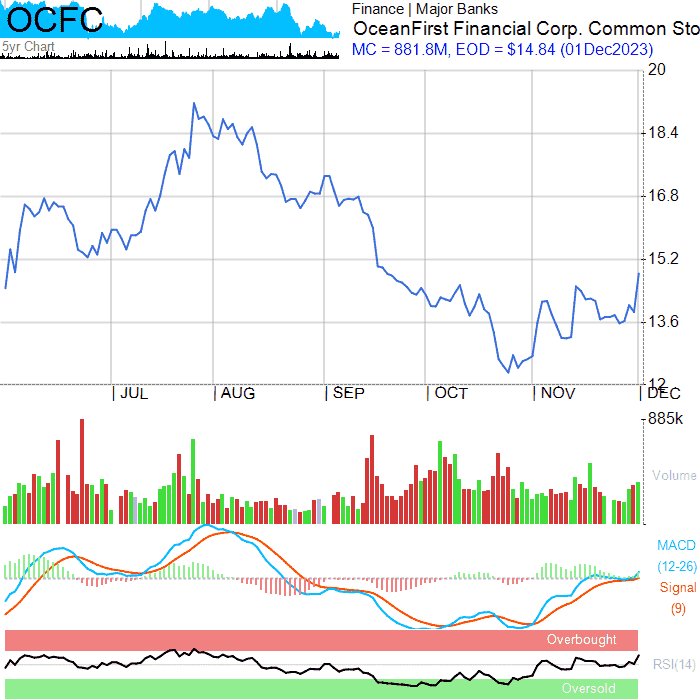 OCFC
5yr Chart
Finance | Major Banks
OceanFirst Financial Corp. Common Sto
MC = 881.8M, EOD = $14.84 (01Dec2023)
20
18.4
16.8
15.2
13.6
12
| JUL | AUG | SEP | OCT | NOV | DEC
885k
Volume
MACD
(12-26)
Signal
(9)
Overbought
RSI(14)
Oversold